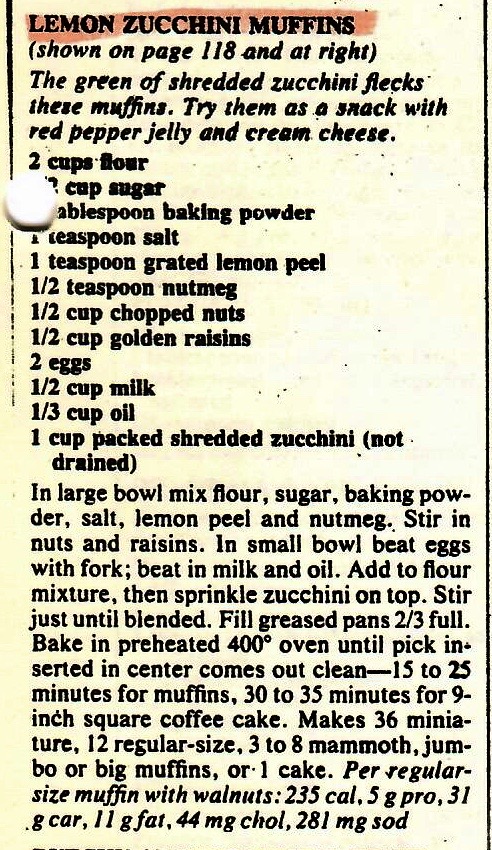 LEMON ZUCCHINI MUFFINS
(shown on page 118 and at right)
The green of shredded zucchini flecks
these muffins. Try them as a snack with
red pepper jelly and cream cheese.
2 cups flour
cup sugar
ablespoon baking powder
1 teaspoon salt
1 teaspoon grated lemon peel
1/2 teaspoon nutmeg
1/2 cup chopped nuts
1/2 cup golden raisins
2 eggs
1/2 cup milk
1/3 cup oil
1 cup packed shredded zucchini (not
drained)
In large bowl mix flour, sugar, baking pow-
der, salt, lemon peel and nutmeg. Stir in
nuts and raisins. In small bowl beat eggs
with fork; beat in milk and oil. Add to flour
mixture, then sprinkle zucchini on top. Stir
just until blended. Fill greased pans 2/3 full.
Bake in preheated 400° oven until pick in-
serted in center comes out clean—15 to 25
minutes for muffins, 30 to 35 minutes for 9-
inch square coffee cake. Makes 36 minia-
ture, 12 regular-size, 3 to 8 mammoth, jum-
bo or big muffins, or 1 cake. Per regular-
size muffin with walnuts: 235 cal, 5 g pro, 31
g car, 11 g fat, 44 mg chol, 281 mg sod